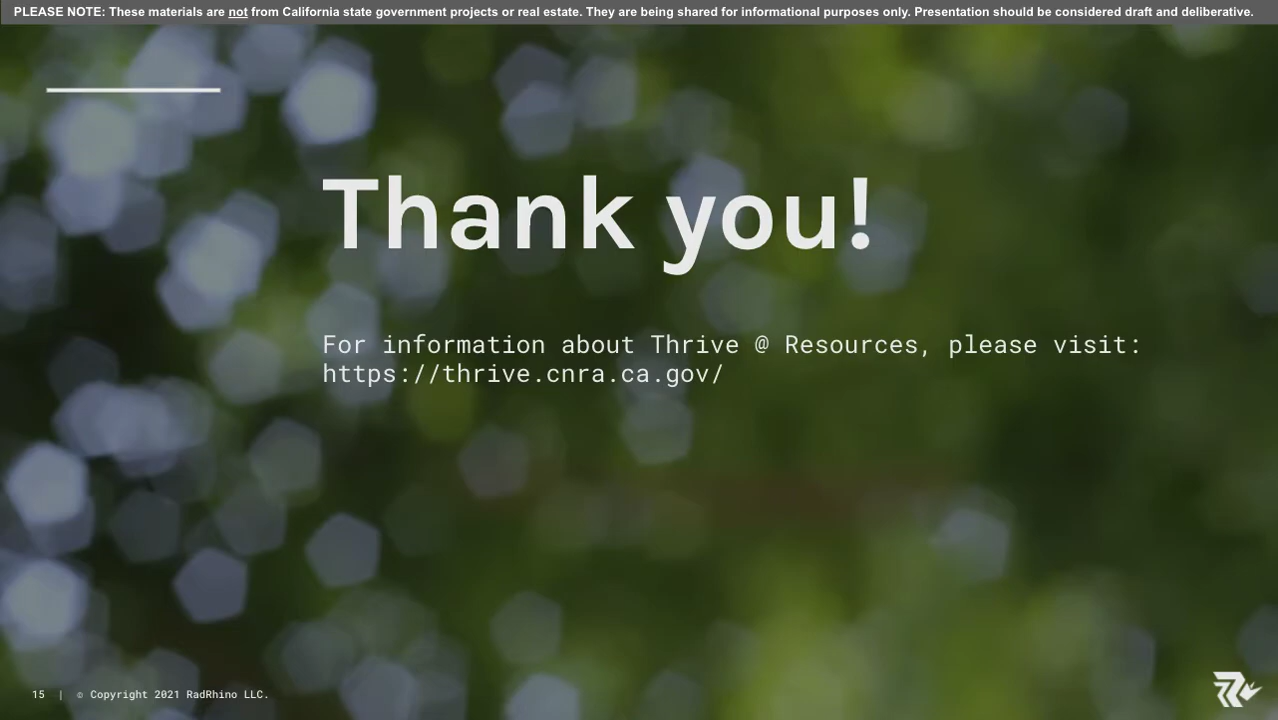 PLEASE NOTE: These materials are not from California state government projects or real estate. They are being shared for informational purposes only. Presentation should be considered draft and deliberative.
Thank you!
For information about Thrive @ Resources, please visit:
https://thrive.cnra.ca.gov/
15 | © Copyright 2021 RadRhino LLC.